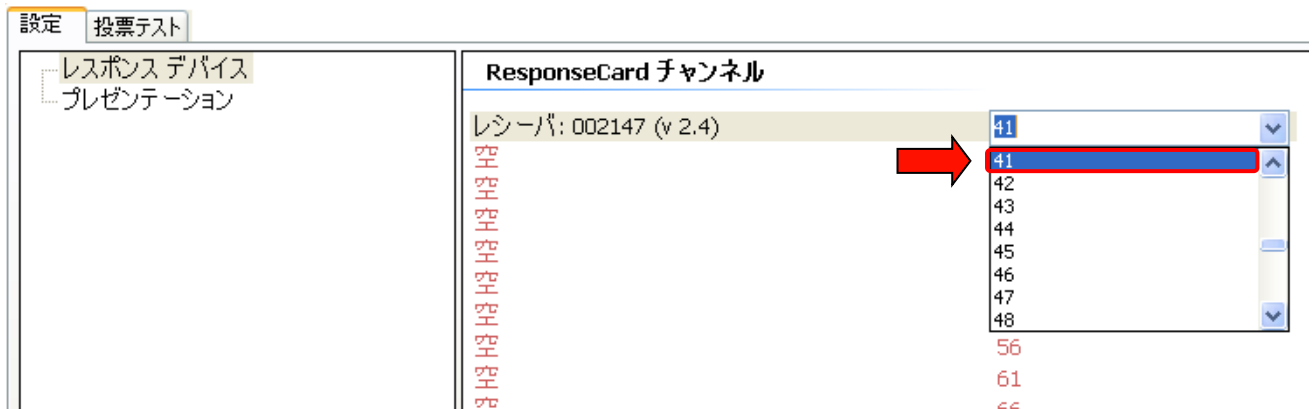 設定 投票テスト
レスポンス デバイス
プレゼンテーション
ResponseCard チャンネル
レシーバ: 002147 (v 2.4) 41
空
空
空
空
空
空
空 56
空 61
空 66
41
42
43
44
45
46
47
48